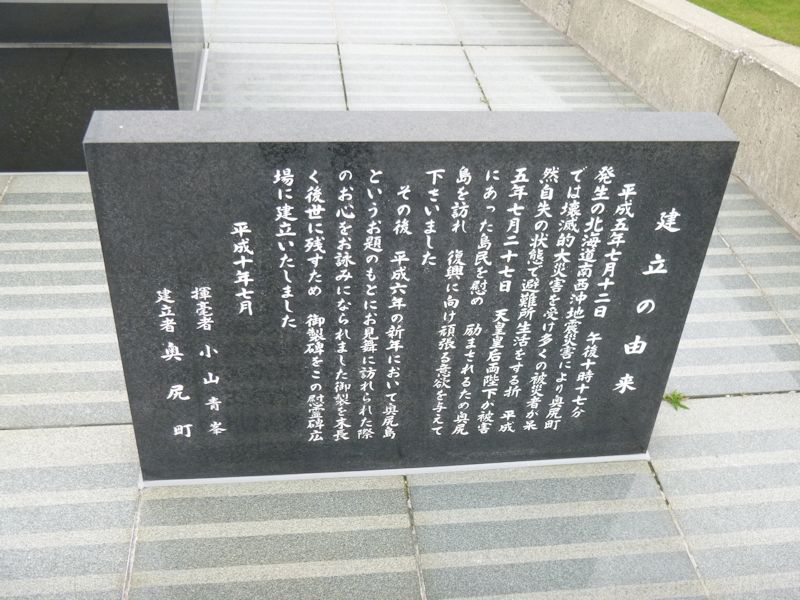 建立の由来
平成五年七月十二日　午後十時十七分
発生の北海道南西沖地震災害により奥尻町
では壊滅的大災害を受け多くの被災者が呆
然自失の状態で避難所生活をする折　平成
五年七月二十七日　天皇皇后両陛下が被害
にあった島民を慰め　励まされるため奥尻
島を訪れ　復興に向け頑張る意欲を与えて
下さいました
その後　平成六年の新年において奥尻島
というお題のもとにお見舞に訪れられた際
のお心をお詠みになられました御製を末長
く後世に残すため　御製碑をこの慰霊碑広
場に建立いたしました
平成十年七月
揮毫者　小山青峯
建立者　奥尻町